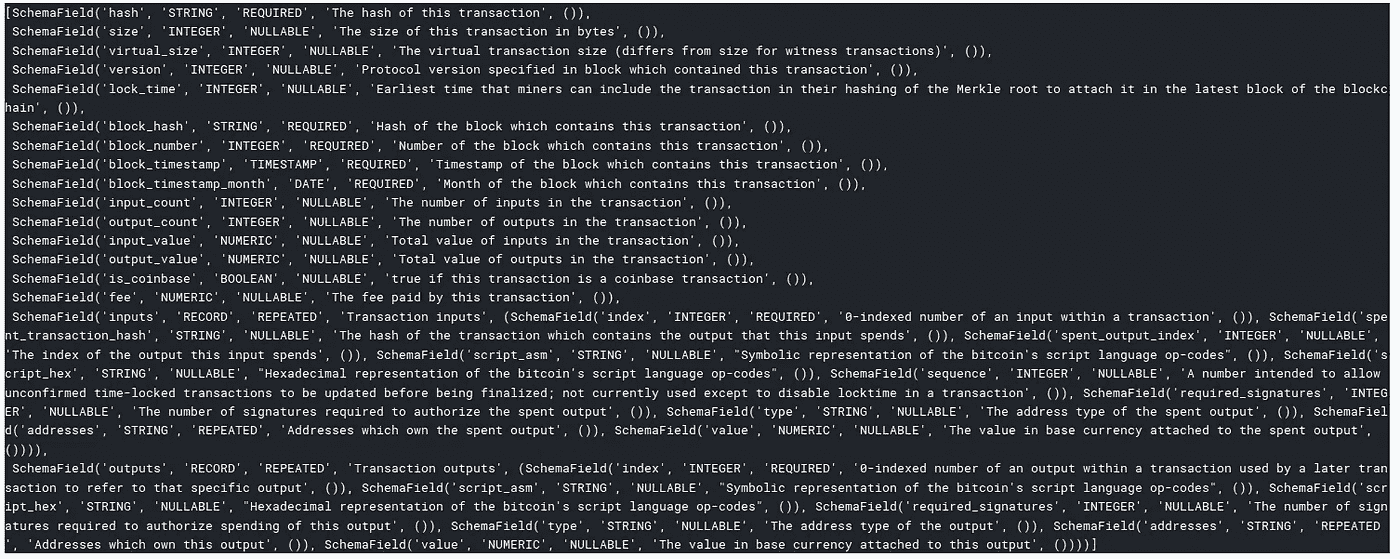 [SchemaField('hash', 'STRING', 'REQUIRED', 'The hash of this transaction', ()),
SchemaField('size', 'INTEGER', 'NULLABLE', 'The size of this transaction in bytes', ()),
SchemaField('virtual_size', 'INTEGER', 'NULLABLE', 'The virtual transaction size (differs from size for witness transactions)', ()),
SchemaField('version', 'INTEGER', 'NULLABLE', 'Protocol version specified in block which contained this transaction', ()),
SchemaField('lock_time', 'INTEGER', 'NULLABLE', 'Earliest time that miners can include the transaction in their hashing of the Merkle root to attach it in the latest block of the blockc
hain', ()),
SchemaField('block_hash', 'STRING', 'REQUIRED', 'Hash of the block which contains this transaction', ()),
SchemaField('block_number', 'INTEGER', 'REQUIRED', 'Number of the block which contains this transaction', ()),
SchemaField('block_timestamp', 'TIMESTAMP', 'REQUIRED', 'Timestamp of the block which contains this transaction', ()),
SchemaField('block_timestamp_month', 'DATE', 'REQUIRED', 'Month of the block which contains this transaction', ()),
SchemaField('input_count', 'INTEGER', 'NULLABLE', 'The number of inputs in the transaction', ()),
SchemaField('output_count', 'INTEGER', 'NULLABLE', 'The number of outputs in the transaction', ()),
SchemaField('input_value', 'NUMERIC', 'NULLABLE', 'Total value of inputs in the transaction', ()),
SchemaField('output_value', 'NUMERIC', 'NULLABLE', 'Total value of outputs in the transaction', ()),
SchemaField('is_coinbase', 'BOOLEAN', 'NULLABLE', 'true if this transaction is a coinbase transaction', ()),
SchemaField('fee', 'NUMERIC', 'NULLABLE', 'The fee paid by this transaction', ()),
SchemaField('inputs', 'RECORD', 'REPEATED', 'Transaction inputs', (SchemaField('index', 'INTEGER', 'REQUIRED', '0-indexed number of an input within a transaction', ()), SchemaField('spe
nt_transaction_hash', 'STRING', 'NULLABLE', 'The hash of the transaction which contains the output that this input spends', ()), SchemaField('spent_output_index', 'INTEGER', 'NULLABLE',
'The index of the output this input spends', ()), SchemaField('script_asm', 'STRING', 'NULLABLE', "Symbolic representation of the bitcoin's script language op-codes", ()), SchemaField('s
cript_hex', 'STRING', 'NULLABLE', "Hexadecimal representation of the bitcoin's script language op-codes", ()), SchemaField('sequence', 'INTEGER', 'NULLABLE', 'A number intended to allow
unconfirmed time-locked transactions to be updated before being finalized; not currently used except to disable locktime in a transaction', ()), SchemaField('required_signatures', 'INTEG
ER', 'NULLABLE', 'The number of signatures required to authorize the spent output', ()), SchemaField('type', 'STRING', 'NULLABLE', 'The address type of the spent output', ()), SchemaFiel
d('addresses', 'STRING', 'REPEATED', 'Addresses which own the spent output', ()), SchemaField('value', 'NUMERIC', 'NULLABLE', 'The value in base currency attached to the spent output',
()))),
SchemaField('outputs', 'RECORD', 'REPEATED', 'Transaction outputs', (SchemaField('index', 'INTEGER', 'REQUIRED', '0-indexed number of an output within a transaction used by a later tran
saction to refer to that specific output', ()), SchemaField('script_asm', 'STRING', 'NULLABLE', "Symbolic representation of the bitcoin's script language op-codes", ()), SchemaField('scr
ipt_hex', 'STRING', 'NULLABLE', "Hexadecimal representation of the bitcoin's script language op-codes", ()), SchemaField('required_signatures', 'INTEGER', 'NULLABLE', 'The number of sign
atures required to authorize spending of this output', ()), SchemaField('type', 'STRING', 'NULLABLE', 'The address type of the output', ()), SchemaField('addresses', 'STRING', 'REPEATED
', 'Addresses which own this output', ()), SchemaField('value', 'NUMERIC', 'NULLABLE', 'The value in base currency attached to this output', ())))]